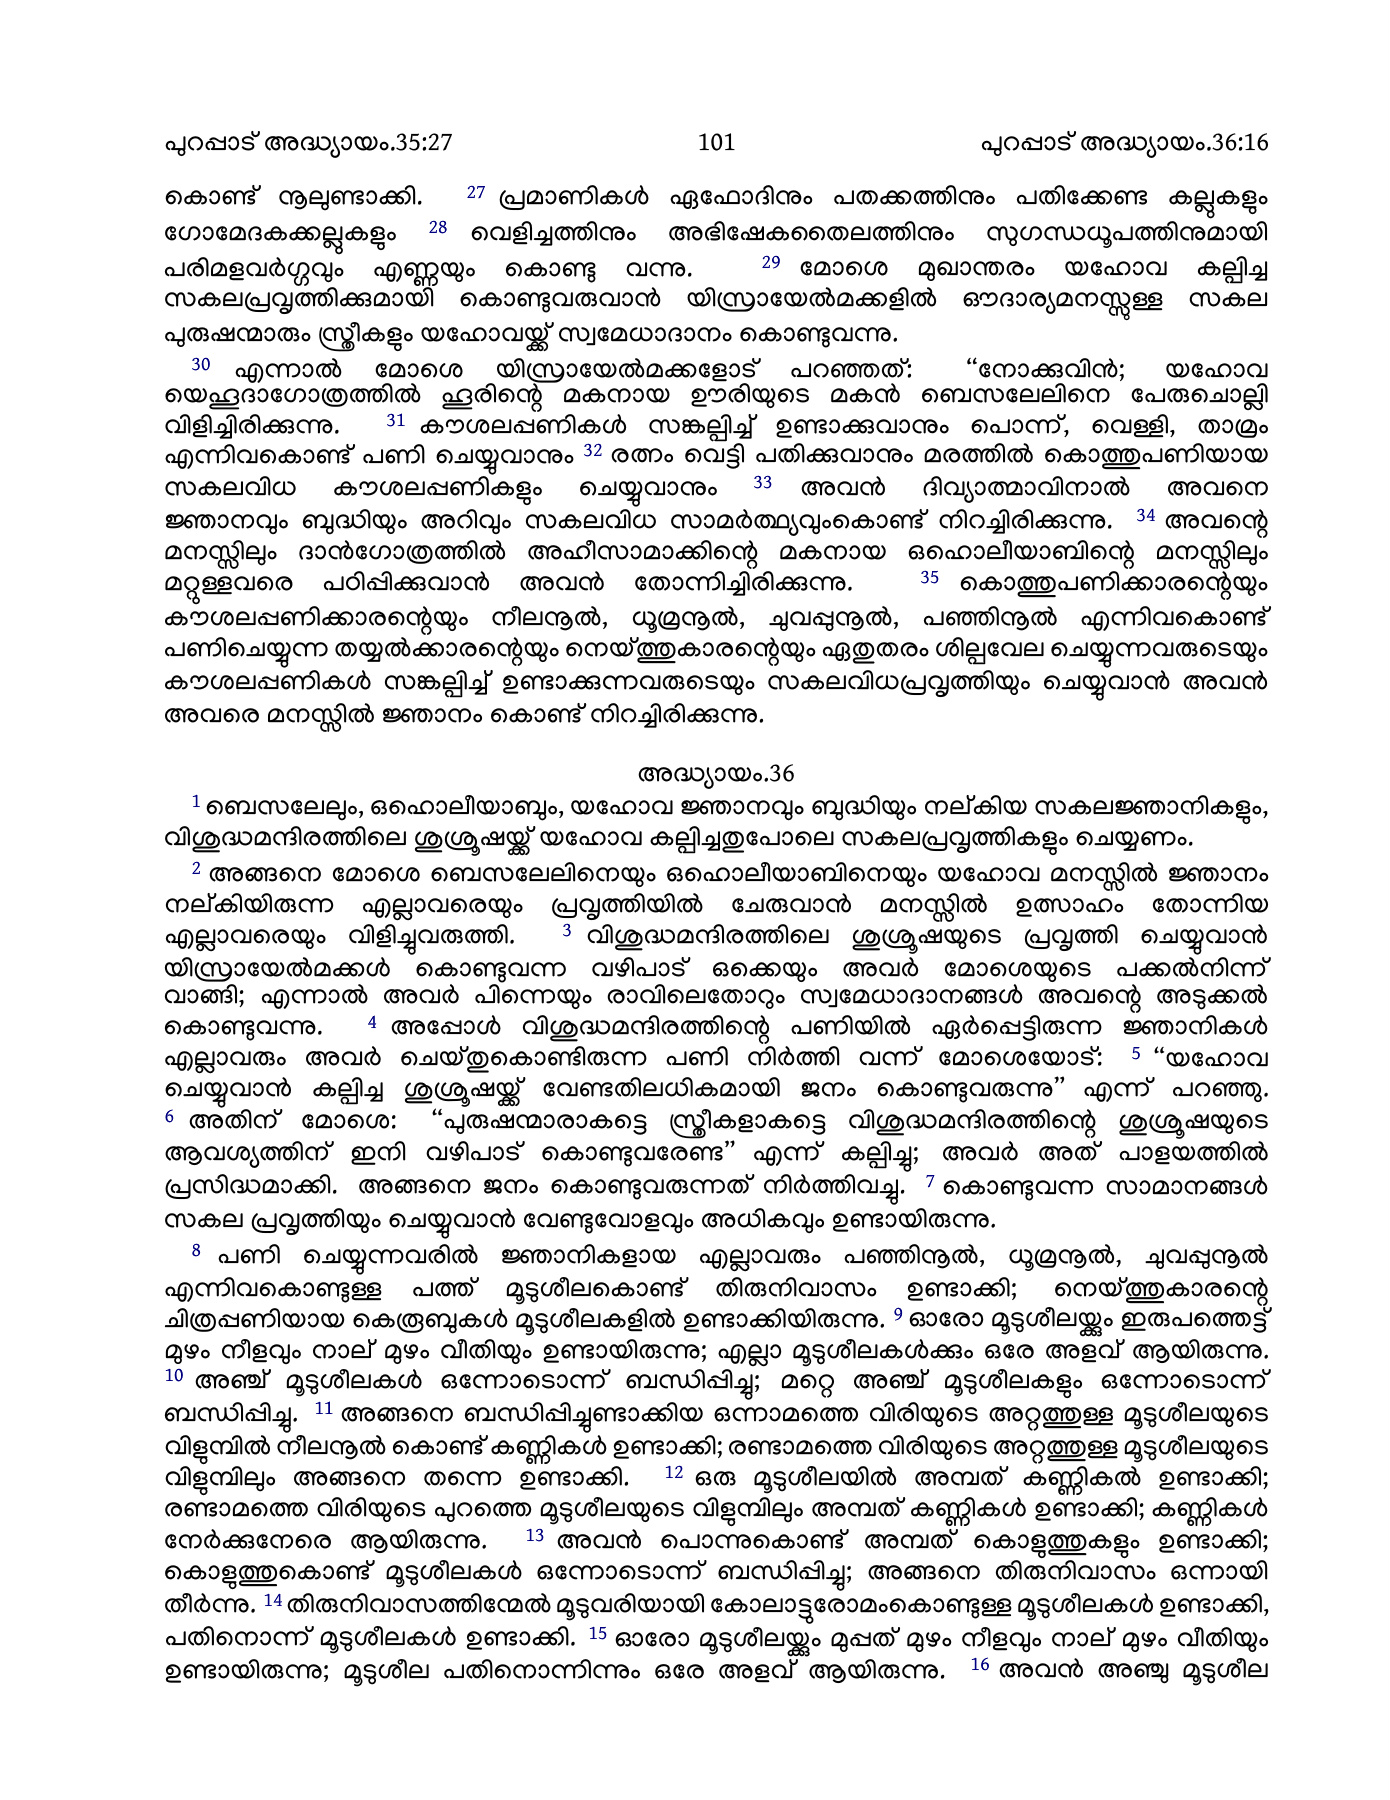 പുറപ്പാട് അദ്ധ്യായം.35:27 101 പുറപ്പാട് അദ്ധ്യായം.36:16
കൊണ്ട് നൂലുണ്ടാക്കി. 27 പ്രമാണികൾ ഏഫോദിനും പതക്കത്തിനും പതിക്കേണ്ട കല്ലുകളും
ഗോമേദകക്കല്ലുകളും 28 വെളിച്ചത്തിനും അഭിഷേകതൈലത്തിനും സുഗന്ധധൂപത്തിനുമായി
പരിമളവർഗ്ഗവും എണ്ണയും കൊണ്ടു വന്നു. 29 മോശെ മുഖാന്തരം യഹോവ കല്പിച്ച
സകലപ്രവൃത്തിക്കുമായി കൊണ്ടുവരുവാൻ യിസ്രായേൽമക്കളിൽ ഔദാര്യമനസ്സുള്ള സകല
പുരുഷന്മാരും സ്ത്രീകളും യഹോവയ്ക്ക് സ്വമേധാദാനം കൊണ്ടുവന്നു.
30 എന്നാൽ മോശെ യിസ്രായേൽമക്കളോട് പറഞ്ഞത്: “നോക്കുവിൻ; യഹോവ
യെഹൂദാഗോത്രത്തിൽ ഹൂരിന്റെ മകനായ ഊരിയുടെ മകൻ ബെസലേലിനെ പേരുചൊല്ലി
വിളിച്ചിരിക്കുന്നു. 31 കൗശലപ്പണികൾ സങ്കല്പിച്ച് ഉണ്ടാക്കുവാനും പൊന്ന്, വെള്ളി, താമ്രം
എന്നിവകൊണ്ട് പണി ചെയ്യുവാനും 32 രത്നം വെട്ടി പതിക്കുവാനും മരത്തിൽ കൊത്തുപണിയായ
സകലവിധ കൗശലപ്പണികളും ചെയ്യുവാനും 33 അവൻ ദിവ്യാത്മാവിനാൽ അവനെ
ജ്ഞാനവും ബുദ്ധിയും അറിവും സകലവിധ സാമർത്ഥ്യവുംകൊണ്ട് നിറച്ചിരിക്കുന്നു. 34 അവന്റെ
മനസ്സിലും ദാൻഗോത്രത്തിൽ അഹീസാമാക്കിന്റെ മകനായ ഒഹൊലീയാബിന്റെ മനസ്സിലും
മറ്റുള്ളവരെ പഠിപ്പിക്കുവാൻ അവൻ തോന്നിച്ചിരിക്കുന്നു. 35 കൊത്തുപണിക്കാരന്റെയും
കൗശലപ്പണിക്കാരന്റെയും നീലനൂൽ, ധൂമ്രനൂൽ, ചുവപ്പുനൂൽ, പഞ്ഞിനൂൽ എന്നിവകൊണ്ട്
പണിചെയ്യുന്ന തയ്യൽക്കാരന്റെയും നെയ്ത്തുകാരന്റെയും ഏതുതരം ശില്പവേല ചെയ്യുന്നവരുടെയും
കൗശലപ്പണികൾ സങ്കല്പിച്ച് ഉണ്ടാക്കുന്നവരുടെയും സകലവിധപ്രവൃത്തിയും ചെയ്യുവാൻ അവൻ
അവരെ മനസ്സിൽ ജ്ഞാനം കൊണ്ട് നിറച്ചിരിക്കുന്നു.
അദ്ധ്യായം.36
1 ബെസലേലും, ഒഹൊലീയാബും, യഹോവ ജ്ഞാനവും ബുദ്ധിയും നല്കിയ സകലജ്ഞാനികളും,
വിശുദ്ധമന്ദിരത്തിലെ ശുശ്രൂഷയ്ക്ക് യഹോവ കല്പിച്ചതുപോലെ സകലപ്രവൃത്തികളും ചെയ്യണം.
2 അങ്ങനെ മോശെ ബെസലേലിനെയും ഒഹൊലീയാബിനെയും യഹോവ മനസ്സിൽ ജ്ഞാനം
നല്കിയിരുന്ന എല്ലാവരെയും പ്രവൃത്തിയിൽ ചേരുവാൻ മനസ്സിൽ ഉത്സാഹം തോന്നിയ
എല്ലാവരെയും വിളിച്ചുവരുത്തി. 3 വിശുദ്ധമന്ദിരത്തിലെ ശുശ്രൂഷയുടെ പ്രവൃത്തി ചെയ്യുവാൻ
യിസ്രായേൽമക്കൾ കൊണ്ടുവന്ന വഴിപാട് ഒക്കെയും അവർ മോശെയുടെ പക്കൽനിന്ന്
വാങ്ങി; എന്നാൽ അവർ പിന്നെയും രാവിലെതോറും സ്വമേധാദാനങ്ങൾ അവന്റെ അടുക്കൽ
കൊണ്ടുവന്നു. 4 അപ്പോൾ വിശുദ്ധമന്ദിരത്തിന്റെ പണിയിൽ ഏർപ്പെട്ടിരുന്ന ജ്ഞാനികൾ
എല്ലാവരും അവർ ചെയ്തുകൊണ്ടിരുന്ന പണി നിർത്തി വന്ന് മോശെയോട്: 5 “യഹോവ
ചെയ്യുവാൻ കല്പിച്ച ശുശ്രൂഷയ്ക്ക് വേണ്ടതിലധികമായി ജനം കൊണ്ടുവരുന്നു” എന്ന് പറഞ്ഞു.
6 അതിന് മോശെ: “പുരുഷന്മാരാകട്ടെ സ്ത്രീകളാകട്ടെ വിശുദ്ധമന്ദിരത്തിന്റെ ശുശ്രൂഷയുടെ
ആവശ്യത്തിന് ഇനി വഴിപാട് കൊണ്ടുവരേണ്ട” എന്ന് കല്പിച്ചു; അവർ അത് പാളയത്തിൽ
പ്രസിദ്ധമാക്കി. അങ്ങനെ ജനം കൊണ്ടുവരുന്നത് നിർത്തിവച്ചു. 7 കൊണ്ടുവന്ന സാമാനങ്ങൾ
സകല പ്രവൃത്തിയും ചെയ്യുവാൻ വേണ്ടുവോളവും അധികവും ഉണ്ടായിരുന്നു.
8 പണി ചെയ്യുന്നവരിൽ ജ്ഞാനികളായ എല്ലാവരും പഞ്ഞിനൂൽ, ധൂമ്രനൂൽ, ചുവപ്പുനൂൽ
എന്നിവകൊണ്ടുള്ള പത്ത് മൂടുശീലകൊണ്ട് തിരുനിവാസം ഉണ്ടാക്കി; നെയ്ത്തുകാരന്റെ
ചിത്രപ്പണിയായ കെരൂബുകൾ മൂടുശീലകളിൽ ഉണ്ടാക്കിയിരുന്നു. 9 ഓരോ മൂടുശീലയ്ക്കും ഇരുപത്തെട്ട്
മുഴം നീളവും നാല് മുഴം വീതിയും ഉണ്ടായിരുന്നു; എല്ലാ മൂടുശീലകൾക്കും ഒരേ അളവ് ആയിരുന്നു.
10 അഞ്ച് മൂടുശീലകൾ ഒന്നോടൊന്ന് ബന്ധിപ്പിച്ചു; മറ്റെ അഞ്ച് മൂടുശീലകളും ഒന്നോടൊന്ന്
ബന്ധിപ്പിച്ചു. 11 അങ്ങനെ ബന്ധിപ്പിച്ചുണ്ടാക്കിയ ഒന്നാമത്തെ വിരിയുടെ അറ്റത്തുള്ള മൂടുശീലയുടെ
വിളുമ്പിൽ നീലനൂൽ കൊണ്ട് കണ്ണികൾ ഉണ്ടാക്കി; രണ്ടാമത്തെ വിരിയുടെ അറ്റത്തുള്ള മൂടുശീലയുടെ
വിളുമ്പിലും അങ്ങനെ തന്നെ ഉണ്ടാക്കി. 12 ഒരു മൂടുശീലയിൽ അമ്പത് കണ്ണികൽ ഉണ്ടാക്കി;
രണ്ടാമത്തെ വിരിയുടെ പുറത്തെ മൂടുശീലയുടെ വിളുമ്പിലും അമ്പത് കണ്ണികൾ ഉണ്ടാക്കി; കണ്ണികൾ
നേർക്കുനേരെ ആയിരുന്നു. 13 അവൻ പൊന്നുകൊണ്ട് അമ്പത് കൊളുത്തുകളും ഉണ്ടാക്കി;
കൊളുത്തുകൊണ്ട് മൂടുശീലകൾ ഒന്നോടൊന്ന് ബന്ധിപ്പിച്ചു; അങ്ങനെ തിരുനിവാസം ഒന്നായി
തീർന്നു. 14 തിരുനിവാസത്തിന്മേൽ മൂടുവരിയായി കോലാട്ടുരോമംകൊണ്ടുള്ള മൂടുശീലകൾ ഉണ്ടാക്കി,
പതിനൊന്ന് മൂടുശീലകൾ ഉണ്ടാക്കി. 15 ഓരോ മൂടുശീലയ്ക്കും മുപ്പത് മുഴം നീളവും നാല് മുഴം വീതിയും
ഉണ്ടായിരുന്നു; മൂടുശീല പതിനൊന്നിന്നും ഒരേ അളവ് ആയിരുന്നു. 16 അവൻ അഞ്ചു മൂടുശീല